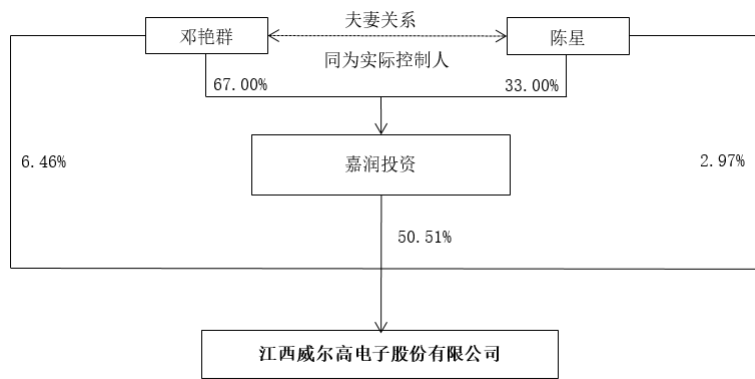 夫妻关系
邓艳群
陈星
同为实际控制人
67.00%
33.00%
6.46%
嘉润投资
2.97%
50.51%
江西威尔高电子股份有限公司